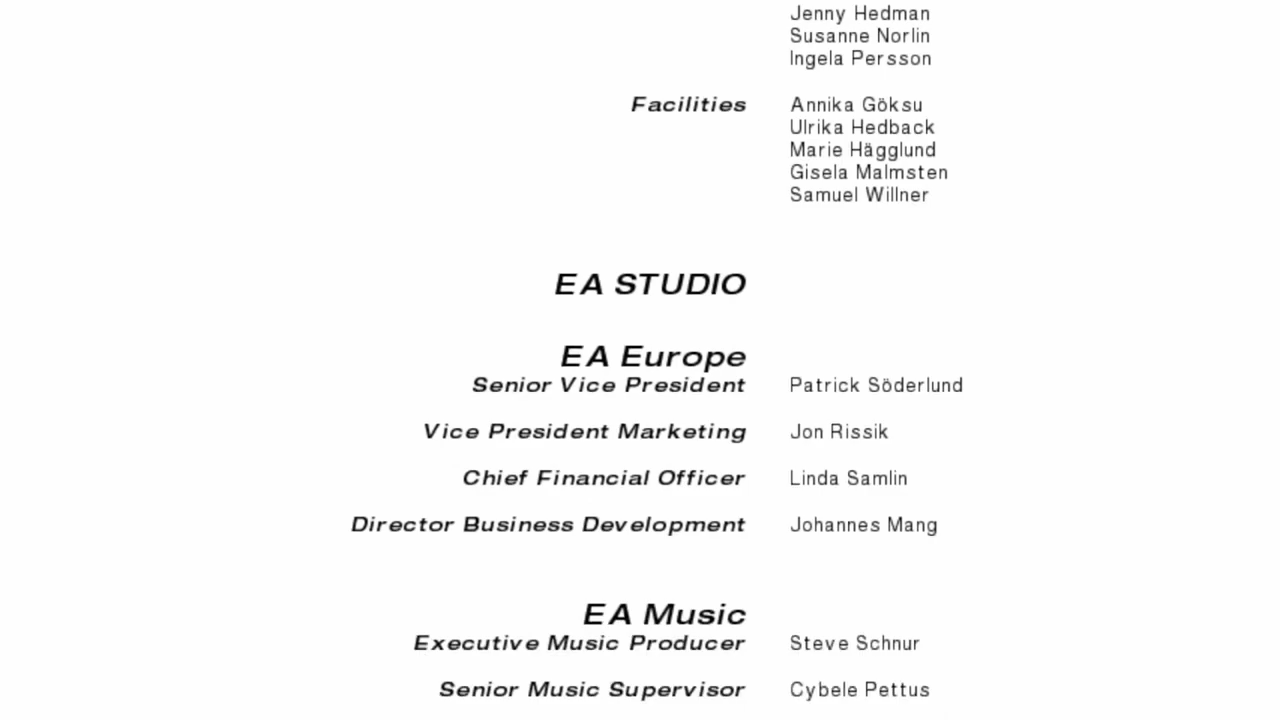 Jenny Hedman
Susanne Norlin
Ingela Persson
Facilities Annika Göksu
Ulrika Hedback
Marie Hägglund
Gisela Malmsten
Samuel Willner
EA STUDIO
EA Europe
Senior Vice President Patrick Söderlund
Vice President Marketing Jon Rissik
Chief Financial Officer Linda Samlin
Director Business Development Johannes Mang
EA Music
Executive Music Producer Steve Schnur
Senior Music Supervisor Cybele Pettus